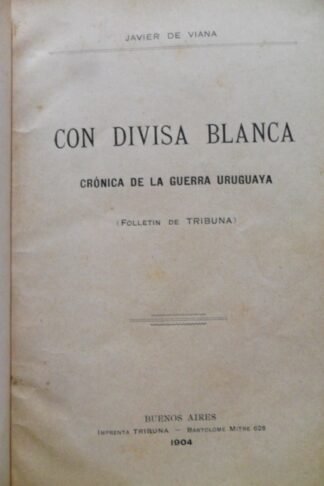 JAVIER DE VIANA
CON DIVISA BLANCA
CRÓNICA DE LA GUERRA URUGUAYA
(FOLLETIN DE TRIBUNA)
BUENOS AIRES
IMPRENTA TRIBUNA — BARTOLOMÉ MITRE 626
1904